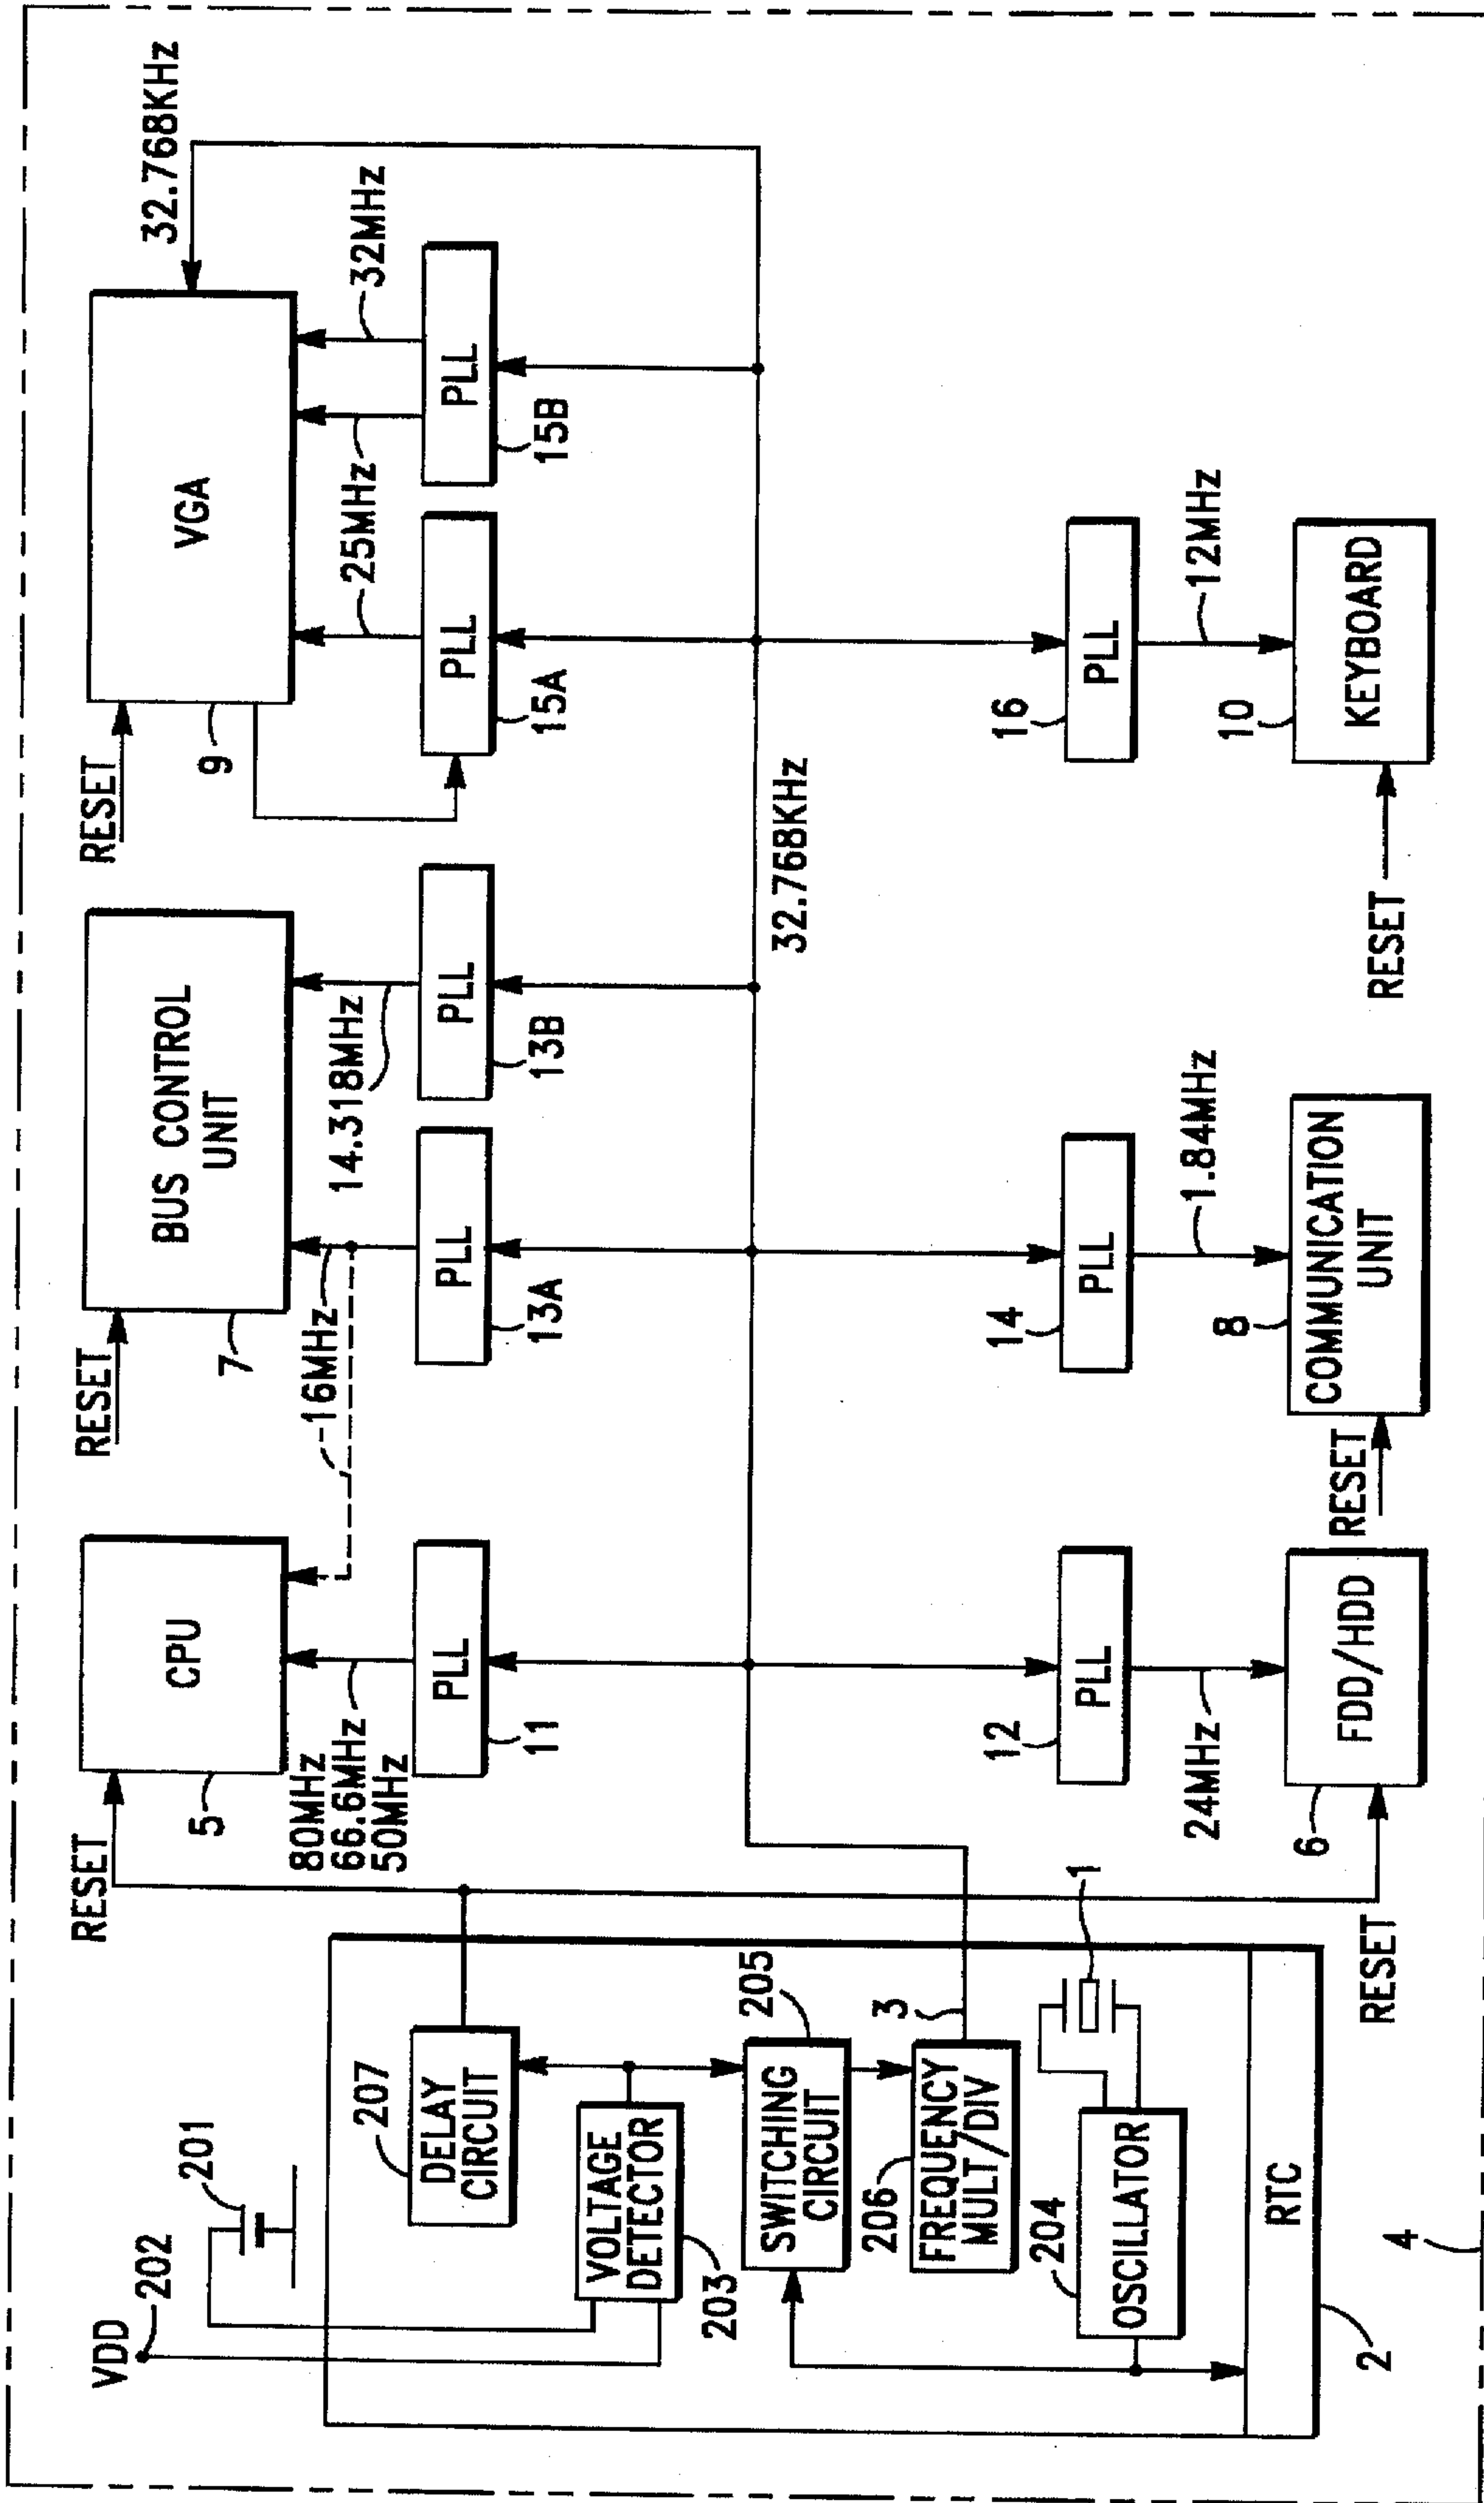 VDD
202
201
207
DELAY
CIRCUIT
VOLTAGE
DETECTOR
203
SWITCHING
CIRCUIT
205
206
FREQUENCY
MULT/DIV
3
204
OSCILLATOR
1
RTC
2
4
RESET
CPU
5
80MHz
66.6MHz
50MHz
PLL
11
PLL
12
24MHz
FDD/HDD
6
RESET
RESET
BUS CONTROL
UNIT
7
16MHz
14.318MHz
PLL
13A
PLL
13B
32.768KHz
PLL
14
1.84MHz
COMMUNICATION
UNIT
8
RESET
RESET
VGA
9
32.768KHz
25MHz
32MHz
PLL
15A
PLL
15B
PLL
16
12MHz
KEYBOARD
10
RESET